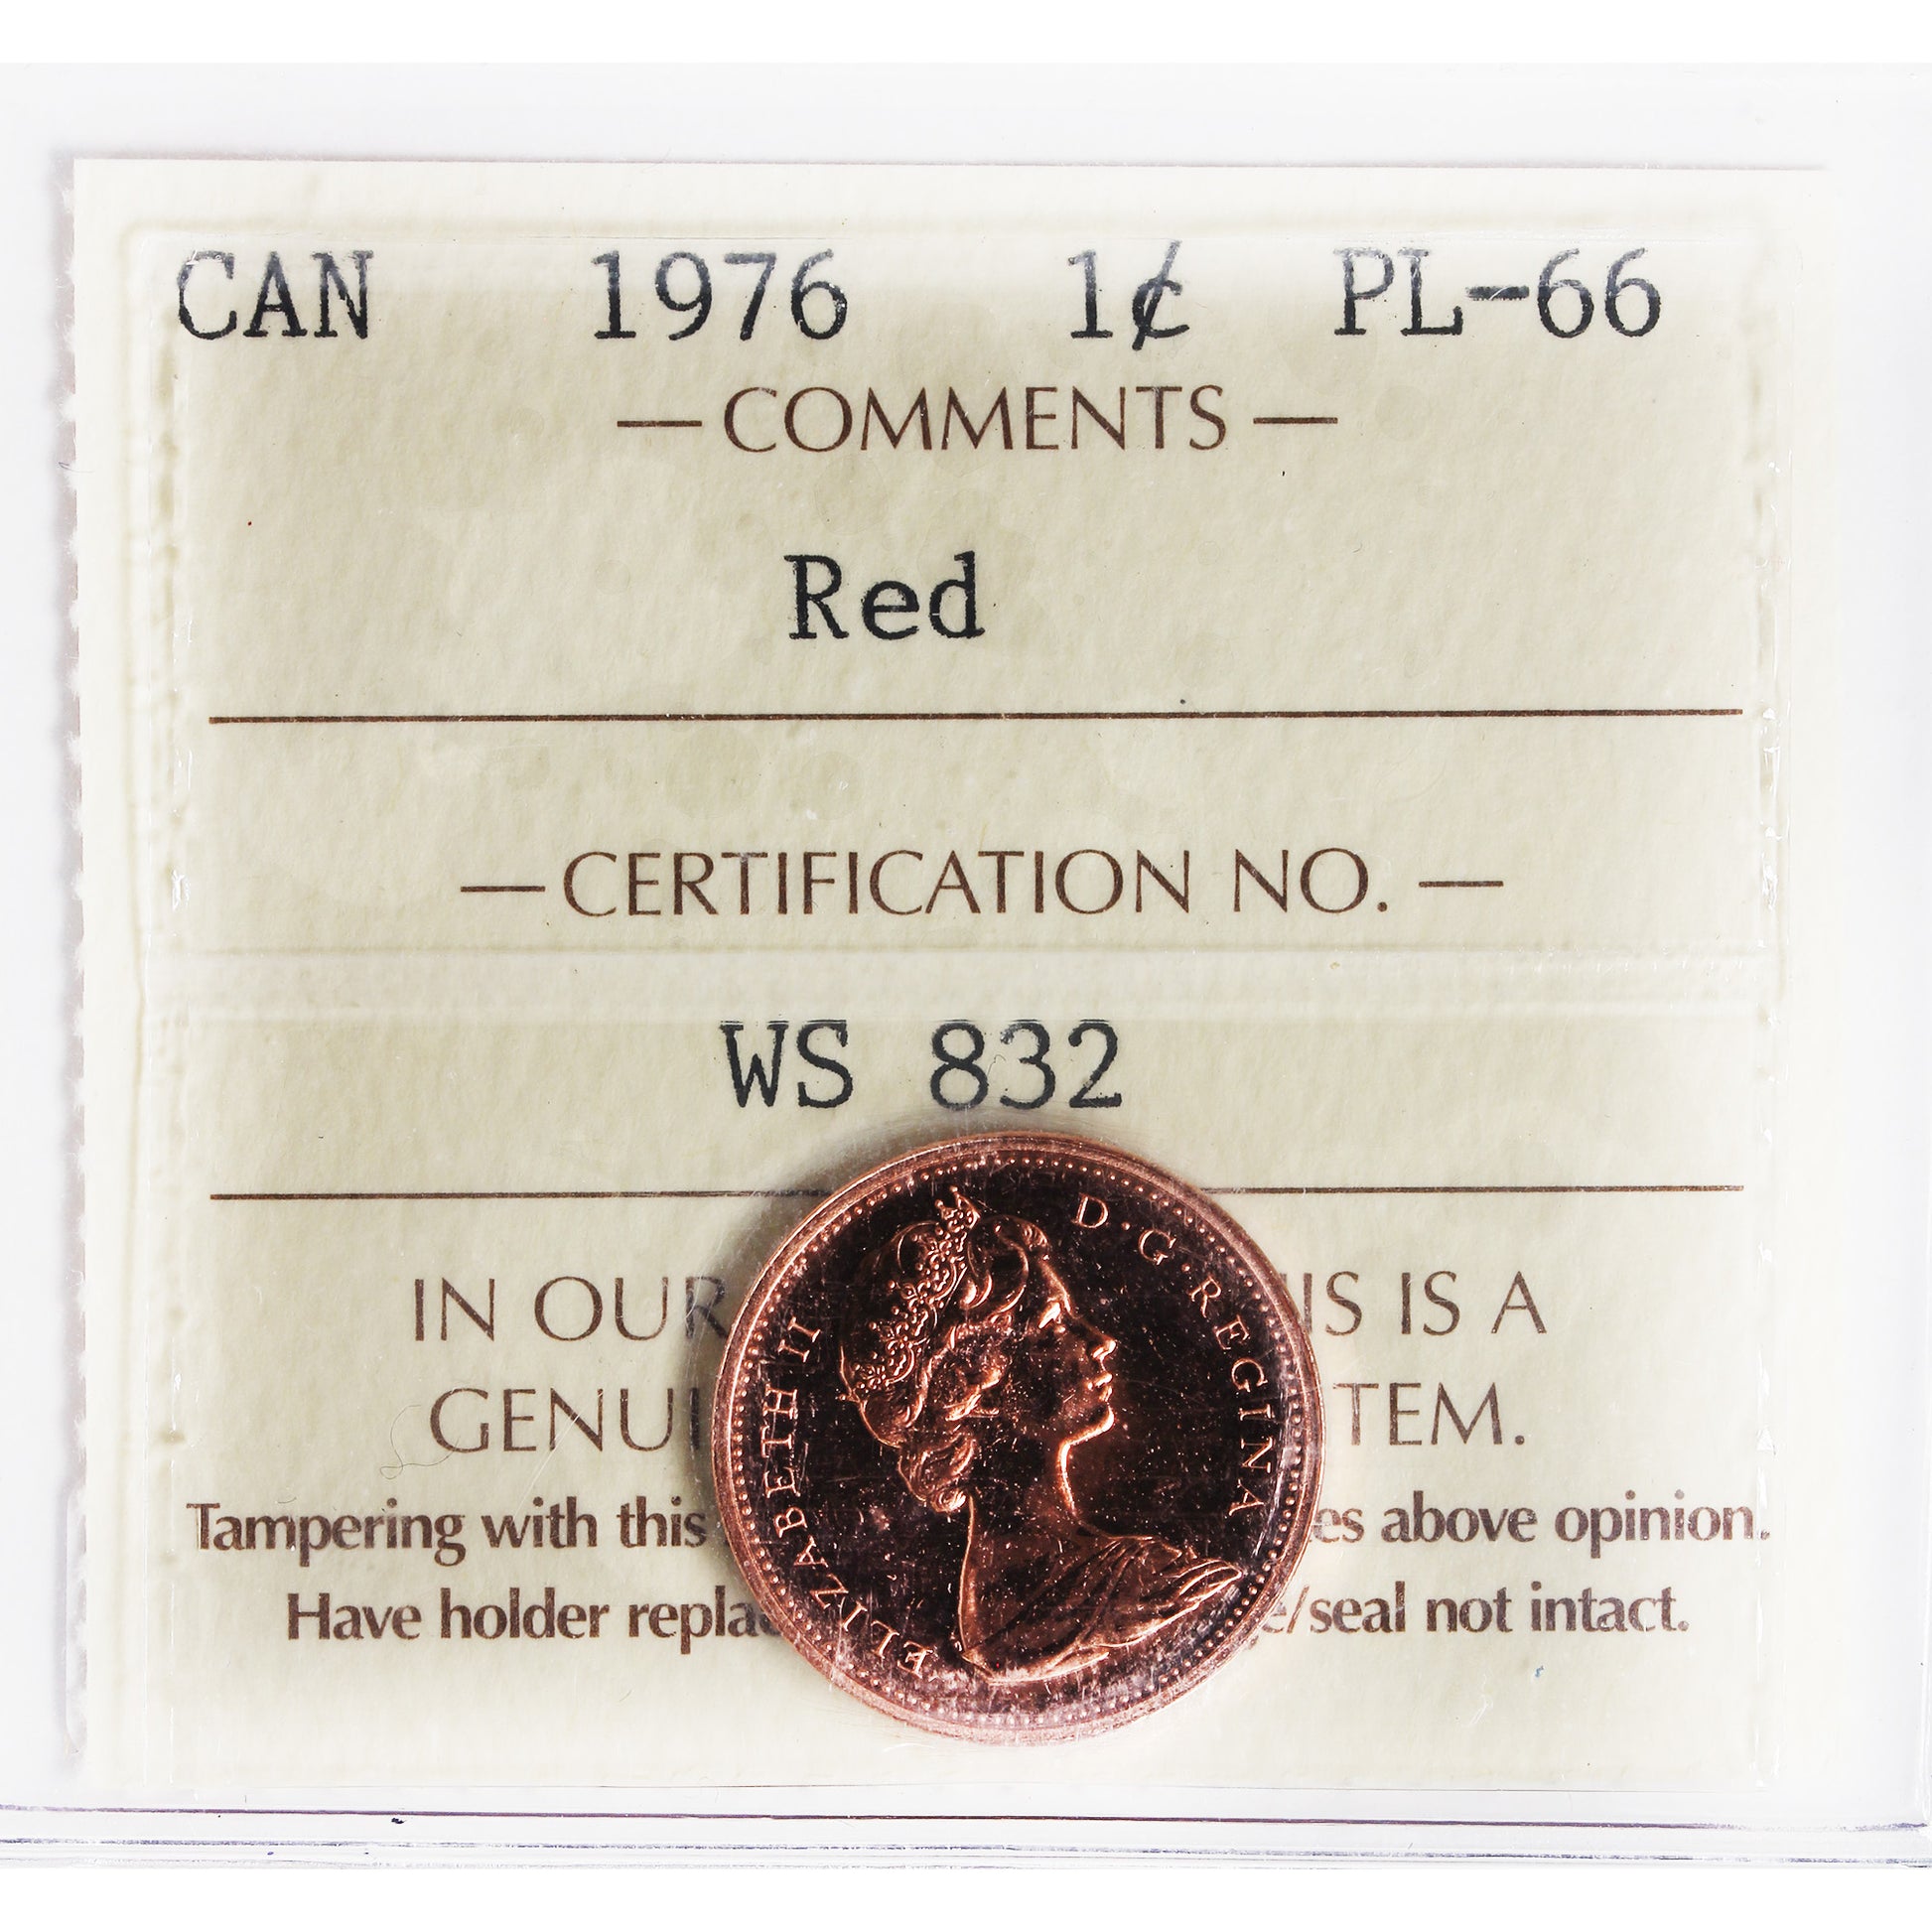 CAN 1976 1¢ PL-66
— COMMENTS —
Red
— CERTIFICATION NO. —
WS 832
IN OUR IS IS A
GENUI TEM.
Tampering with this es above opinion.
Have holder repla e/seal not intact.
ELIZABETH II D·G·REGINA